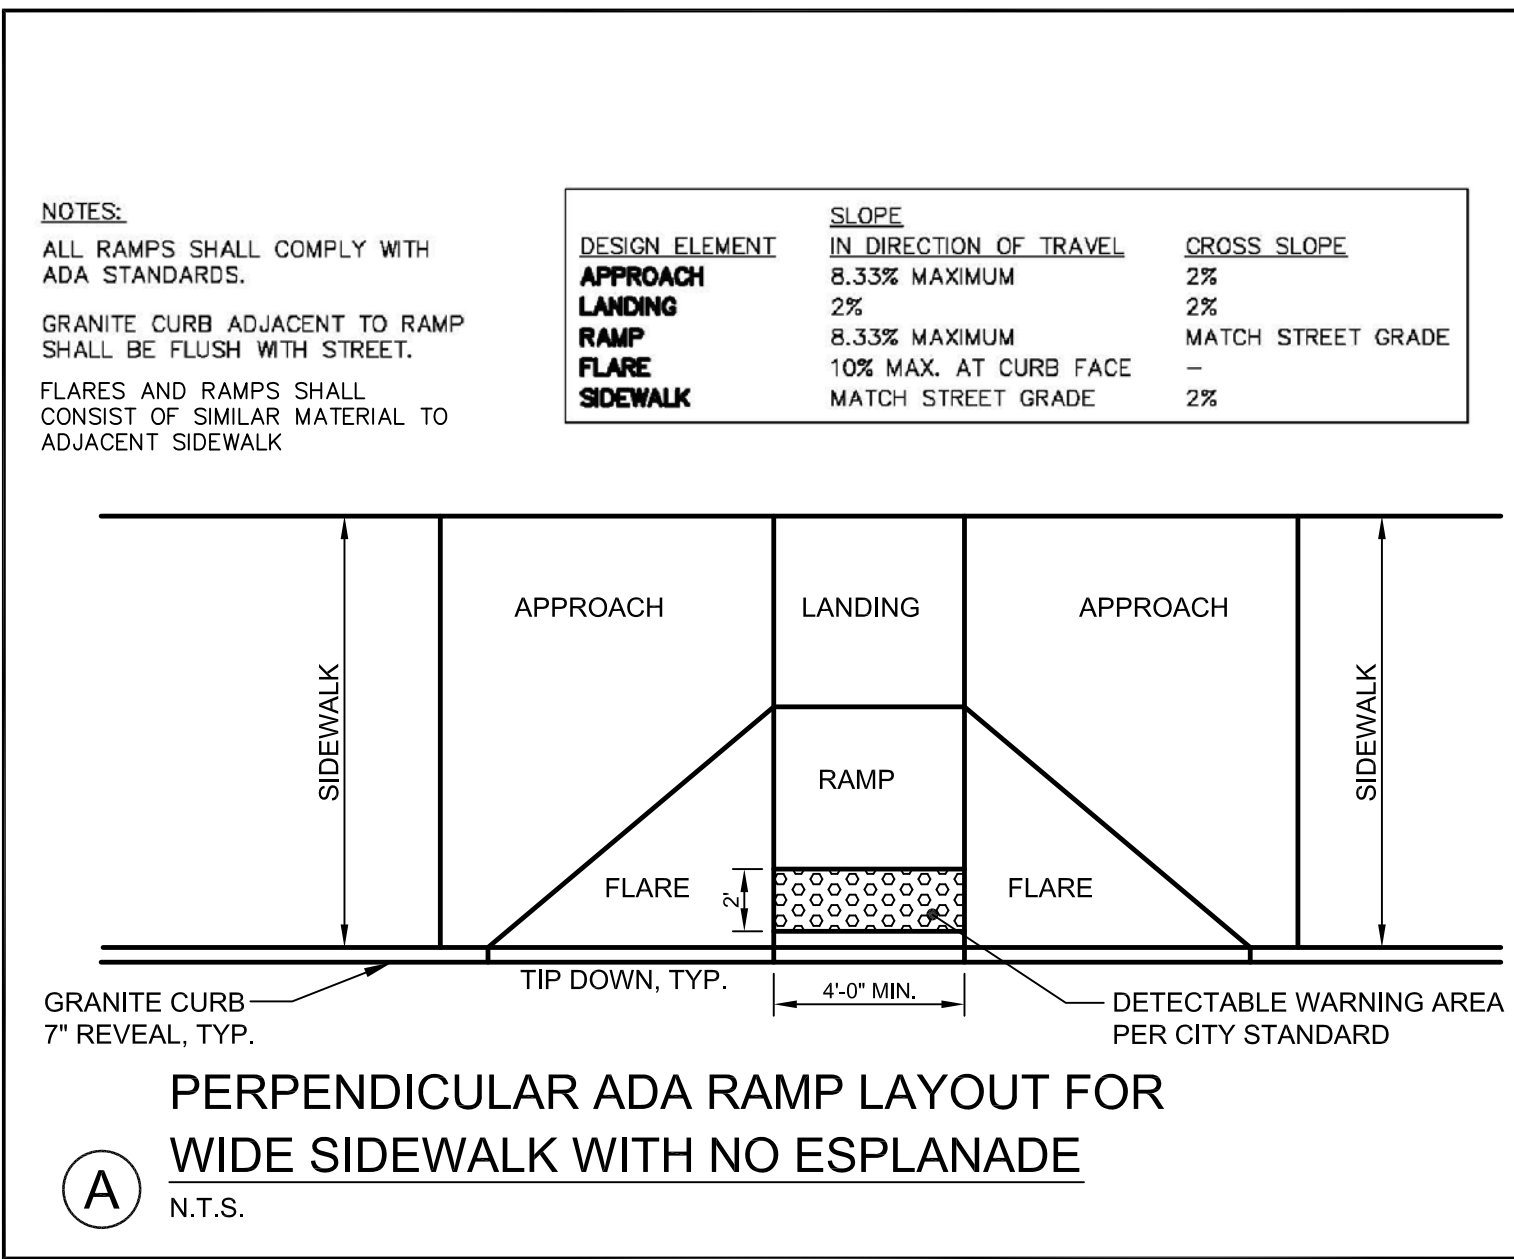 NOTES:
ALL RAMPS SHALL COMPLY WITH
ADA STANDARDS.
GRANITE CURB ADJACENT TO RAMP
SHALL BE FLUSH WITH STREET.
FLARES AND RAMPS SHALL
CONSIST OF SIMILAR MATERIAL TO
ADJACENT SIDEWALK
SLOPE
DESIGN ELEMENT IN DIRECTION OF TRAVEL CROSS SLOPE
APPROACH 8.33% MAXIMUM 2%
LANDING 2% 2%
RAMP 8.33% MAXIMUM MATCH STREET GRADE
FLARE 10% MAX. AT CURB FACE –
SIDEWALK MATCH STREET GRADE 2%
APPROACH LANDING APPROACH
SIDEWALK
SIDEWALK
RAMP
FLARE 2' FLARE
TIP DOWN, TYP.
4'-0" MIN.
GRANITE CURB
7" REVEAL, TYP.
DETECTABLE WARNING AREA
PER CITY STANDARD
PERPENDICULAR ADA RAMP LAYOUT FOR
WIDE SIDEWALK WITH NO ESPLANADE
A
N.T.S.